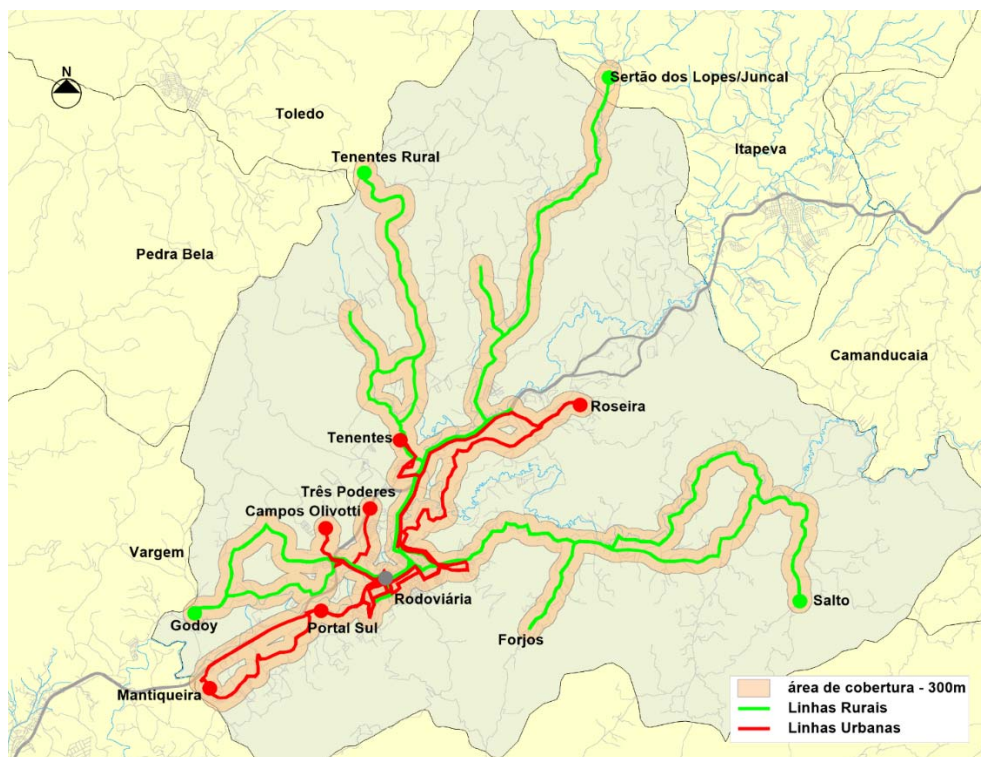 N
Sertão dos Lopes/Juncal
Toledo
Itapeva
Tenentes Rural
Pedra Bela
Camanducaia
Roseira
Tenentes
Três Poderes
Campos Olivotti
Vargem
Rodoviária
Salto
Godoy
Portal Sul
Forjos
Mantiqueira
área de cobertura - 300m
Linhas Rurais
Linhas Urbanas